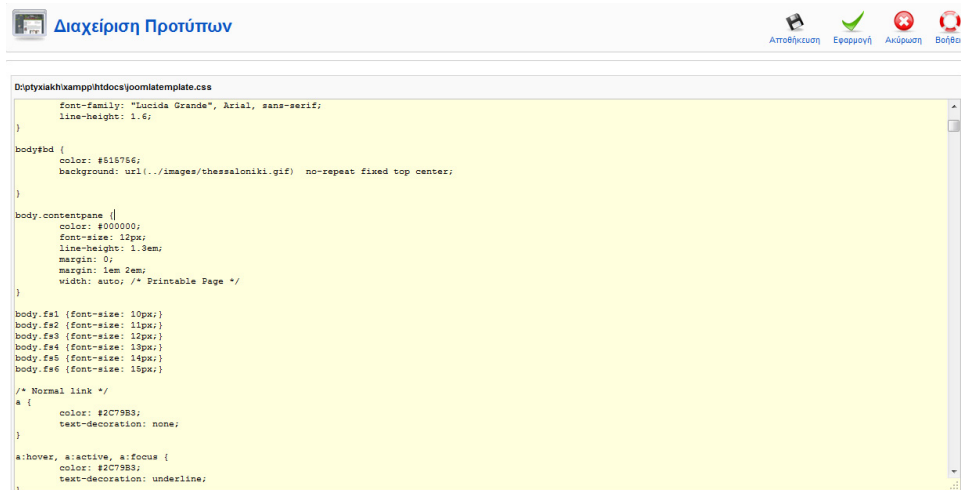 Διαχείριση Προτύπων
Αποθήκευση Εφαρμογή Ακύρωση Βοήθει
D:\ptyxiakh\xampp\htdocs\joomlatemplate.css
font-family: "Lucida Grande", Arial, sans-serif;
line-height: 1.6;
}
body#bd {
color: #515756;
background: url(../images/thessaloniki.gif) no-repeat fixed top center;
}
body.contentpane {
color: #000000;
font-size: 12px;
line-height: 1.3em;
margin: 0;
margin: 1em 2em;
width: auto; /* Printable Page */
}
body.fs1 {font-size: 10px;}
body.fs2 {font-size: 11px;}
body.fs3 {font-size: 12px;}
body.fs4 {font-size: 13px;}
body.fs5 {font-size: 14px;}
body.fs6 {font-size: 15px;}
/* Normal link */
a {
color: #2C79B3;
text-decoration: none;
}
a:hover, a:active, a:focus {
color: #2C79B3;
text-decoration: underline;
}